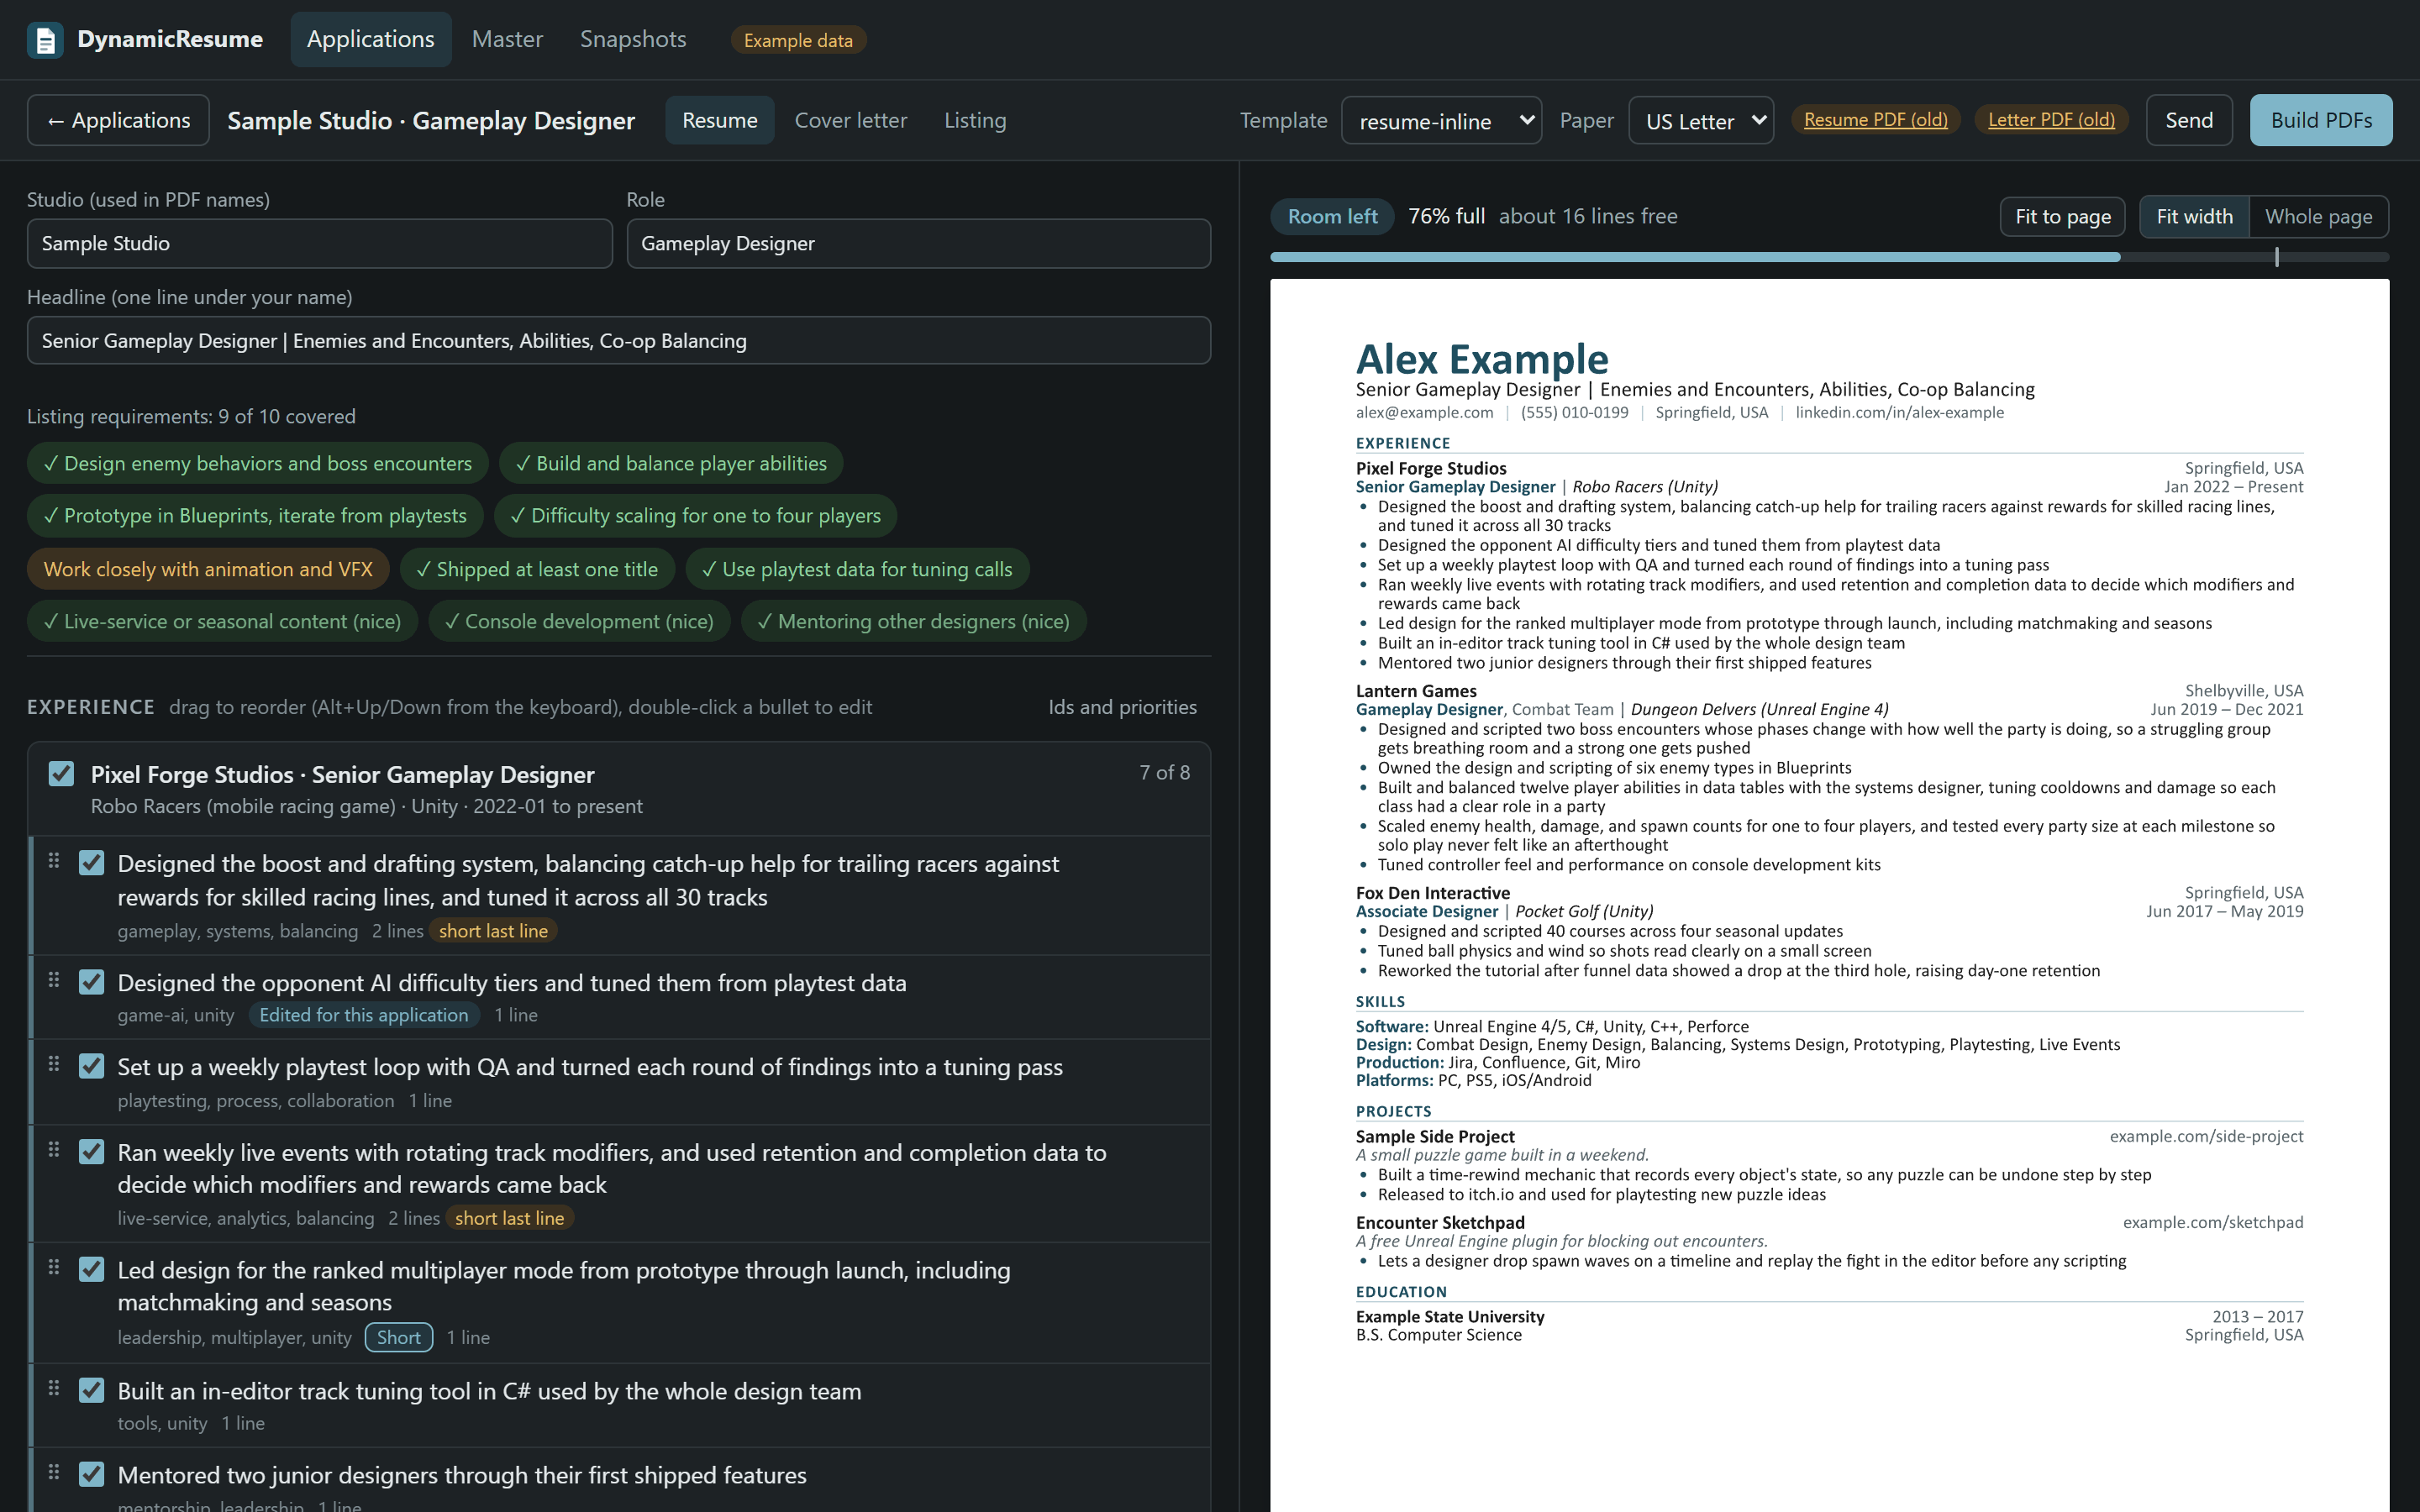 DynamicResume
Applications
Master
Snapshots
Example data
← Applications
Sample Studio · Gameplay Designer
Resume
Cover letter
Listing
Template
resume-inline
Paper
US Letter
Resume PDF (old)
Letter PDF (old)
Send
Build PDFs
Studio (used in PDF names)
Role
Sample Studio
Gameplay Designer
Headline (one line under your name)
Senior Gameplay Designer | Enemies and Encounters, Abilities, Co-op Balancing
Listing requirements: 9 of 10 covered
✓ Design enemy behaviors and boss encounters
✓ Build and balance player abilities
✓ Prototype in Blueprints, iterate from playtests
✓ Difficulty scaling for one to four players
Work closely with animation and VFX
✓ Shipped at least one title
✓ Use playtest data for tuning calls
✓ Live-service or seasonal content (nice)
✓ Console development (nice)
✓ Mentoring other designers (nice)
EXPERIENCE drag to reorder (Alt+Up/Down from the keyboard), double-click a bullet to edit
Ids and priorities
Pixel Forge Studios · Senior Gameplay Designer
7 of 8
Robo Racers (mobile racing game) · Unity · 2022-01 to present
Designed the boost and drafting system, balancing catch-up help for trailing racers against
rewards for skilled racing lines, and tuned it across all 30 tracks
gameplay, systems, balancing 2 lines short last line
Designed the opponent AI difficulty tiers and tuned them from playtest data
game-ai, unity Edited for this application 1 line
Set up a weekly playtest loop with QA and turned each round of findings into a tuning pass
playtesting, process, collaboration 1 line
Ran weekly live events with rotating track modifiers, and used retention and completion data to
decide which modifiers and rewards came back
live-service, analytics, balancing 2 lines short last line
Led design for the ranked multiplayer mode from prototype through launch, including
matchmaking and seasons
leadership, multiplayer, unity Short 1 line
Built an in-editor track tuning tool in C# used by the whole design team
tools, unity 1 line
Mentored two junior designers through their first shipped features
mentorship, leadership 1 line
Room left 76% full about 16 lines free
Fit to page
Fit width
Whole page
Alex Example
Senior Gameplay Designer | Enemies and Encounters, Abilities, Co-op Balancing
alex@example.com | (555) 010-0199 | Springfield, USA | linkedin.com/in/alex-example
EXPERIENCE
Pixel Forge Studios Springfield, USA
Senior Gameplay Designer | Robo Racers (Unity) Jan 2022 – Present
• Designed the boost and drafting system, balancing catch-up help for trailing racers against rewards for skilled racing lines,
and tuned it across all 30 tracks
• Designed the opponent AI difficulty tiers and tuned them from playtest data
• Set up a weekly playtest loop with QA and turned each round of findings into a tuning pass
• Ran weekly live events with rotating track modifiers, and used retention and completion data to decide which modifiers and
rewards came back
• Led design for the ranked multiplayer mode from prototype through launch, including matchmaking and seasons
• Built an in-editor track tuning tool in C# used by the whole design team
• Mentored two junior designers through their first shipped features
Lantern Games Shelbyville, USA
Gameplay Designer, Combat Team | Dungeon Delvers (Unreal Engine 4) Jun 2019 – Dec 2021
• Designed and scripted two boss encounters whose phases change with how well the party is doing, so a struggling group
gets breathing room and a strong one gets pushed
• Owned the design and scripting of six enemy types in Blueprints
• Built and balanced twelve player abilities in data tables with the systems designer, tuning cooldowns and damage so each
class had a clear role in a party
• Scaled enemy health, damage, and spawn counts for one to four players, and tested every party size at each milestone so
solo play never felt like an afterthought
• Tuned controller feel and performance on console development kits
Fox Den Interactive Springfield, USA
Associate Designer | Pocket Golf (Unity) Jun 2017 – May 2019
• Designed and scripted 40 courses across four seasonal updates
• Tuned ball physics and wind so shots read clearly on a small screen
• Reworked the tutorial after funnel data showed a drop at the third hole, raising day-one retention
SKILLS
Software: Unreal Engine 4/5, C#, Unity, C++, Perforce
Design: Combat Design, Enemy Design, Balancing, Systems Design, Prototyping, Playtesting, Live Events
Production: Jira, Confluence, Git, Miro
Platforms: PC, PS5, iOS/Android
PROJECTS
Sample Side Project example.com/side-project
A small puzzle game built in a weekend.
• Built a time-rewind mechanic that records every object's state, so any puzzle can be undone step by step
• Released to itch.io and used for playtesting new puzzle ideas
Encounter Sketchpad example.com/sketchpad
A free Unreal Engine plugin for blocking out encounters.
• Lets a designer drop spawn waves on a timeline and replay the fight in the editor before any scripting
EDUCATION
Example State University 2013 – 2017
B.S. Computer Science Springfield, USA